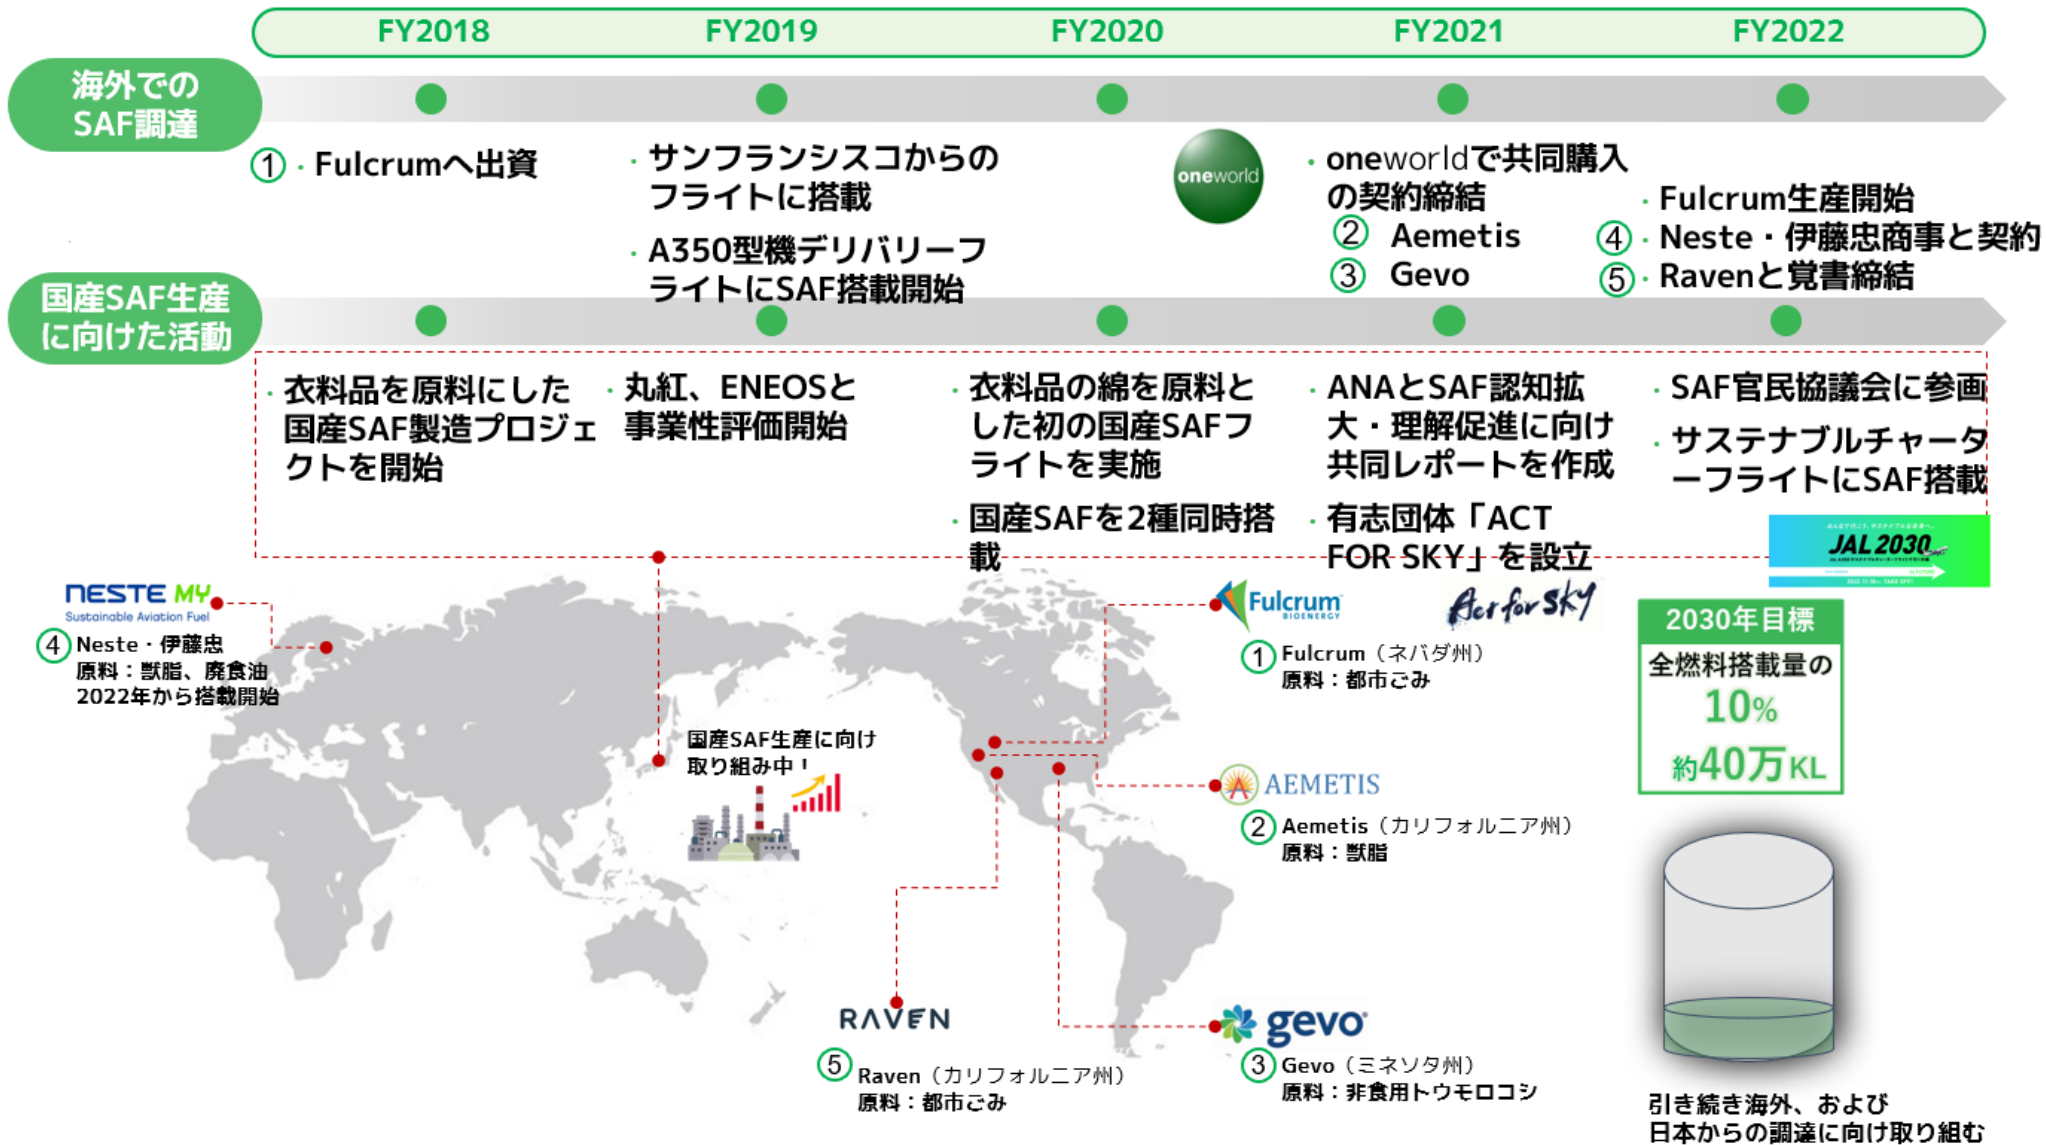 FY2018
FY2019
FY2020
FY2021
FY2022
海外での
SAF調達
① ・Fulcrumへ出資
・サンフランシスコからの
フライトに搭載
・A350型機デリバリーフ
ライトにSAF搭載開始
oneworld
・oneworldで共同購入
の契約締結
② Aemetis
③ Gevo
・Fulcrum生産開始
④ ・Neste・伊藤忠商事と契約
⑤ ・Ravenと覚書締結
国産SAF生産
に向けた活動
・衣料品を原料にした
国産SAF製造プロジェ
クトを開始
・丸紅、ENEOSと
事業性評価開始
・衣料品の綿を原料と
した初の国産SAFフ
ライトを実施
・国産SAFを2種同時搭
載
・ANAとSAF認知拡
大・理解促進に向け
共同レポートを作成
・有志団体「ACT
FOR SKY」を設立
・SAF官民協議会に参画
・サステナブルチャータ
ーフライトにSAF搭載
JAL 2030
NESTE MY
Sustainable Aviation Fuel
④ Neste・伊藤忠
原料：獣脂、廃食油
2022年から搭載開始
国産SAF生産に向け
取り組み中！
Fulcrum
BIOENERGY
① Fulcrum（ネバダ州）
原料：都市ごみ
Act for SKY
AEMETIS
② Aemetis（カリフォルニア州）
原料：獣脂
RAVEN
⑤ Raven（カリフォルニア州）
原料：都市ごみ
gevo
③ Gevo（ミネソタ州）
原料：非食用トウモロコシ
2030年目標
全燃料搭載量の
10%
約40万KL
引き続き海外、および
日本からの調達に向け取り組む